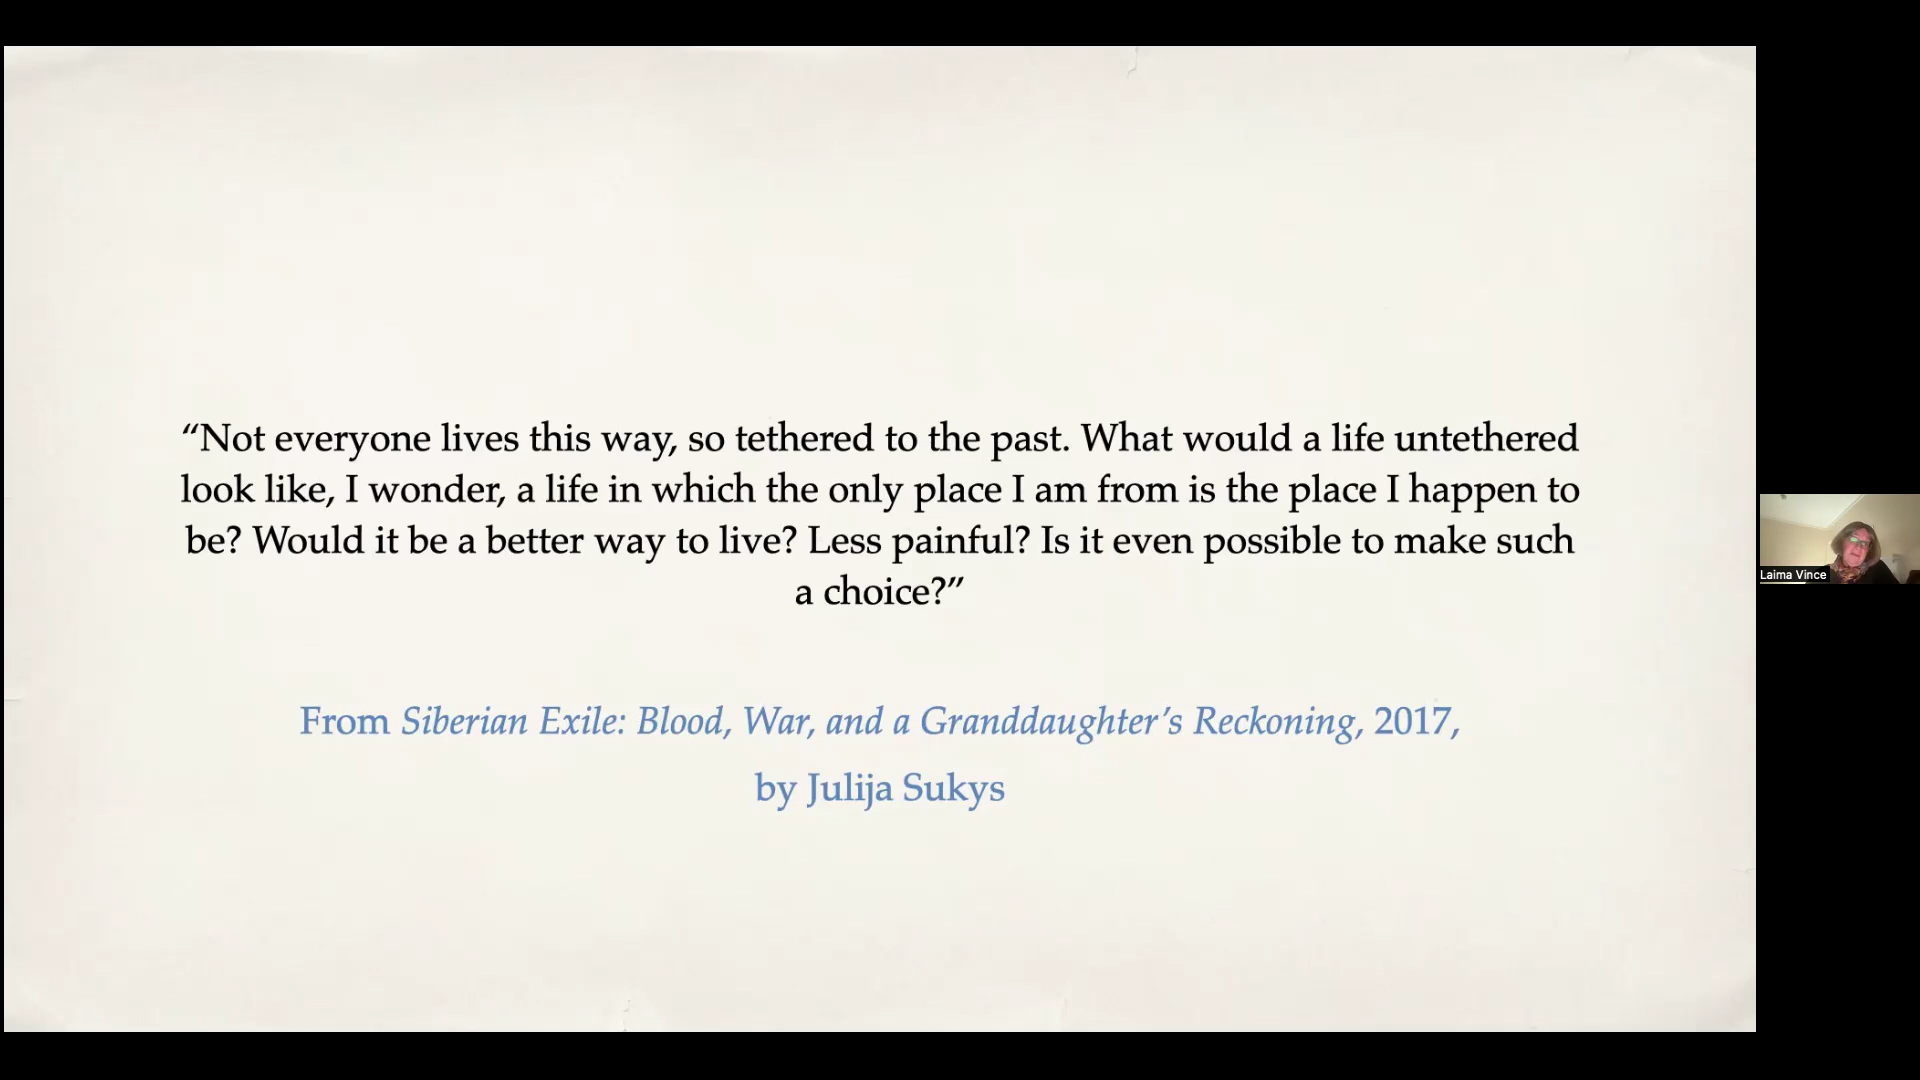 “Not everyone lives this way, so tethered to the past. What would a life untethered
look like, I wonder, a life in which the only place I am from is the place I happen to
be? Would it be a better way to live? Less painful? Is it even possible to make such
a choice?”
From Siberian Exile: Blood, War, and a Granddaughter’s Reckoning, 2017,
by Julija Sukys
Laima Vince